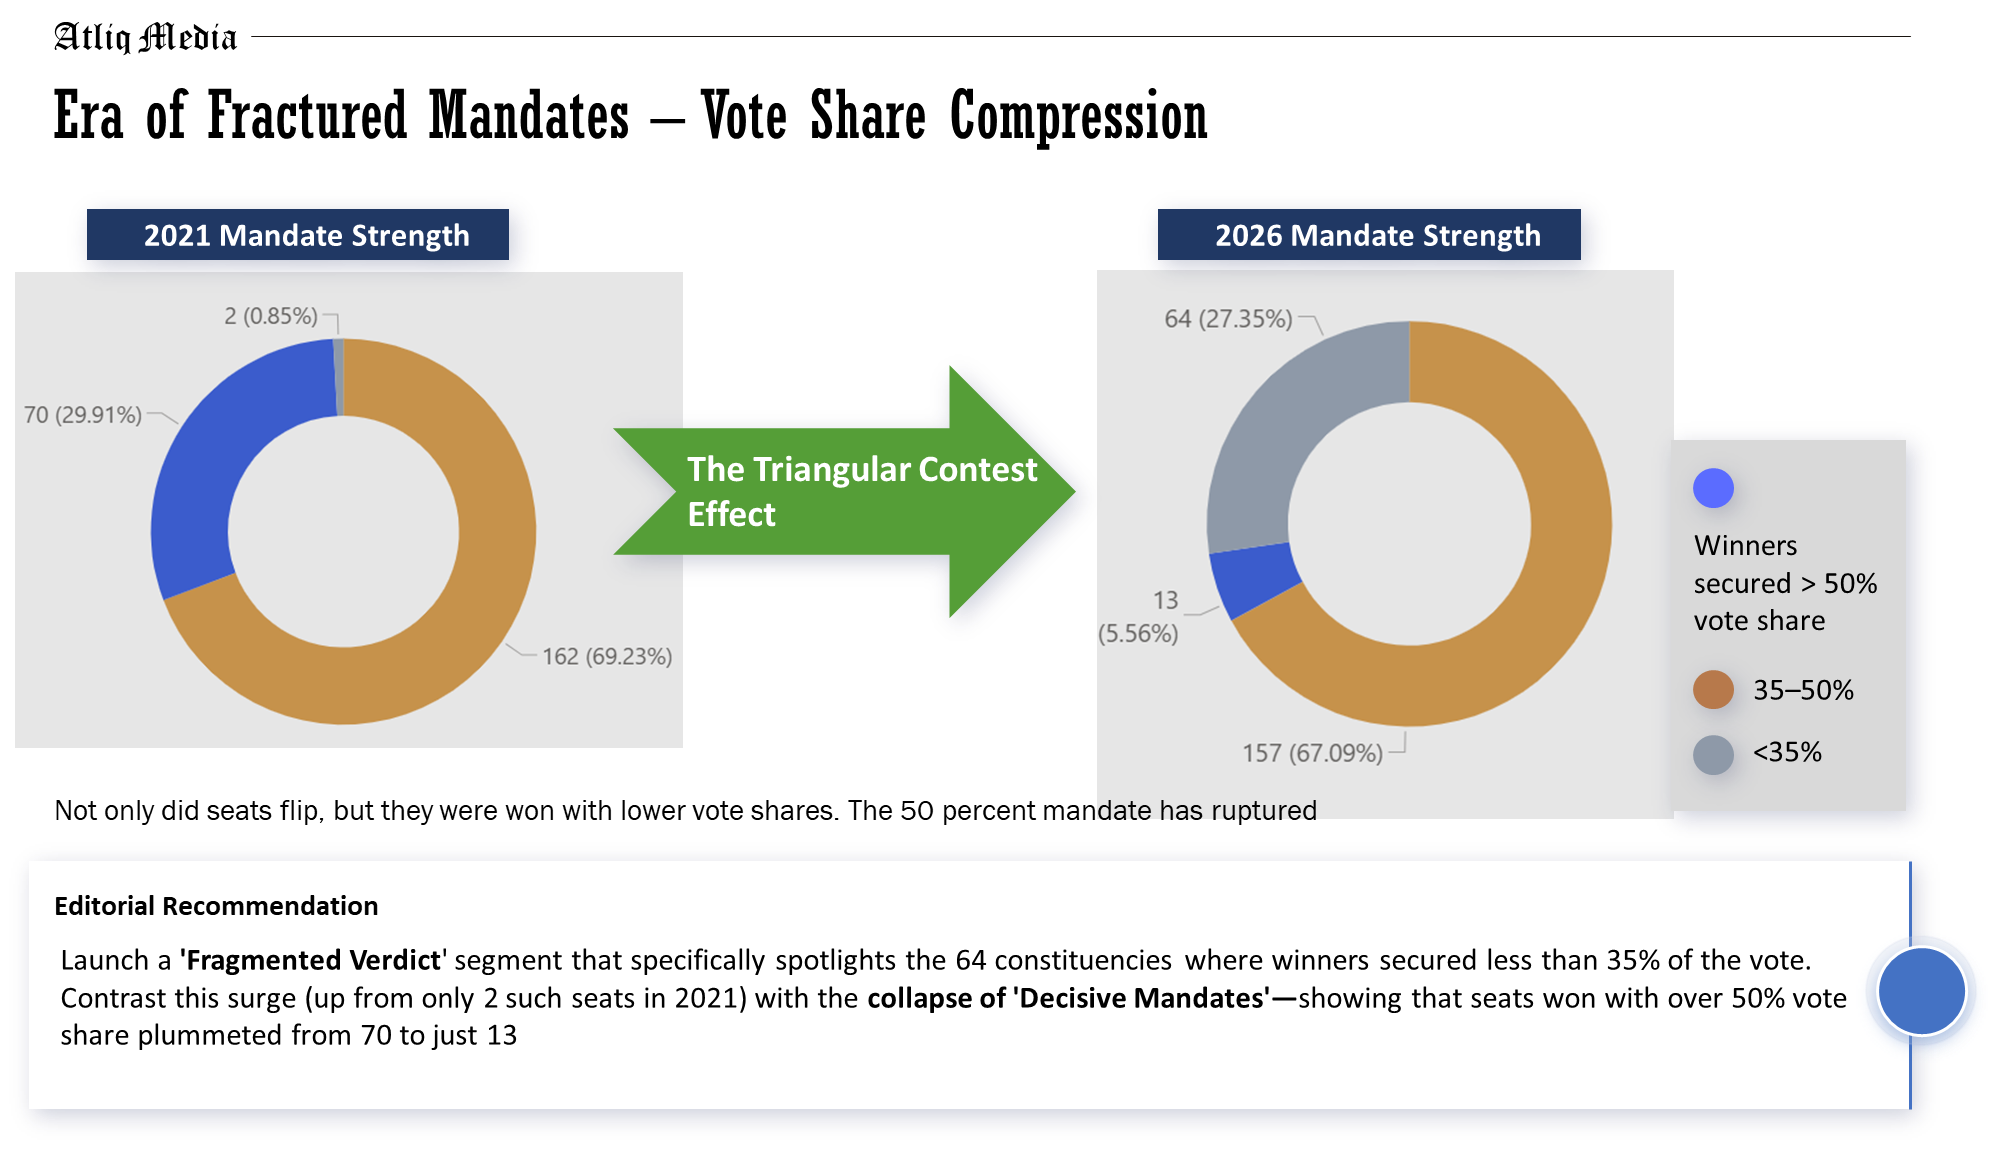 Atliq Media
Era of Fractured Mandates – Vote Share Compression
2021 Mandate Strength
2026 Mandate Strength
2 (0.85%)
70 (29.91%)
162 (69.23%)
The Triangular Contest
Effect
64 (27.35%)
13
(5.56%)
157 (67.09%)
Winners
secured > 50%
vote share
35–50%
<35%
Not only did seats flip, but they were won with lower vote shares. The 50 percent mandate has ruptured
Editorial Recommendation
Launch a 'Fragmented Verdict' segment that specifically spotlights the 64 constituencies where winners secured less than 35% of the vote.
Contrast this surge (up from only 2 such seats in 2021) with the collapse of 'Decisive Mandates'—showing that seats won with over 50% vote
share plummeted from 70 to just 13